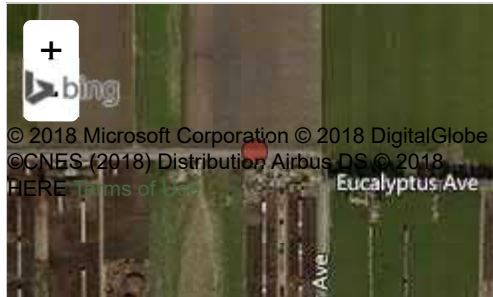 +
bing
© 2018 Microsoft Corporation © 2018 DigitalGlobe
©CNES (2018) Distribution Airbus DS © 2018
HERE Terms of Use
Eucalyptus Ave
Ave